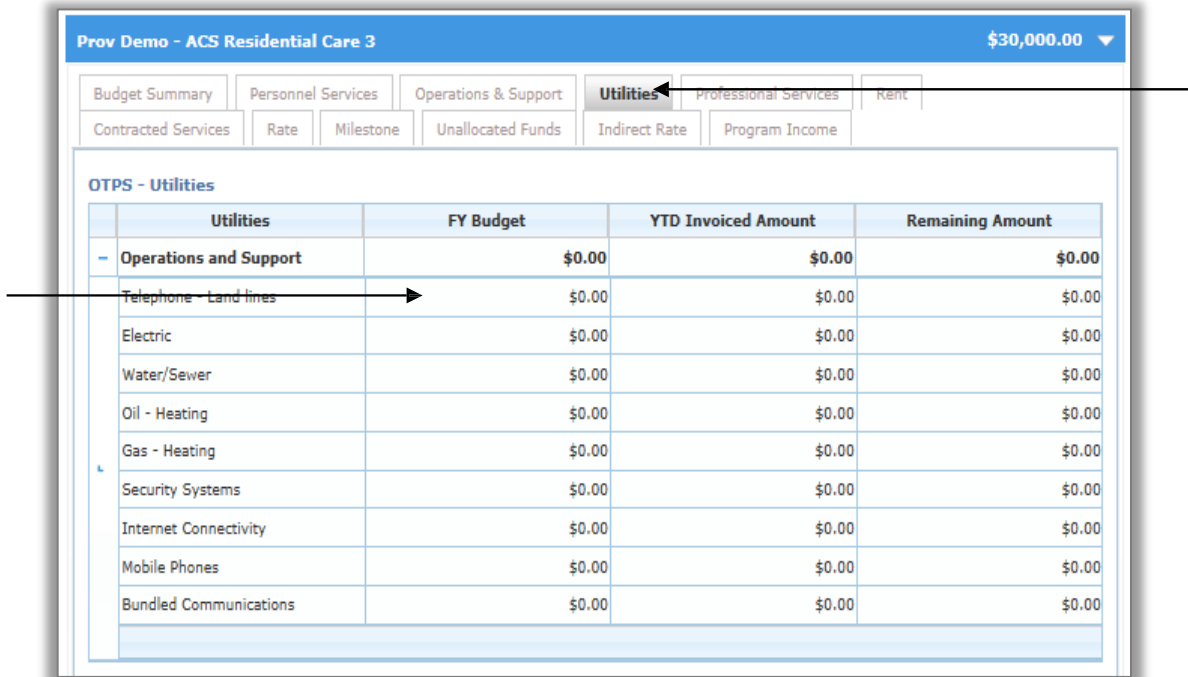 Prov Demo - ACS Residential Care 3 $30,000.00
Budget Summary Personnel Services Operations & Support Utilities Professional Services Rent
Contracted Services Rate Milestone Unallocated Funds Indirect Rate Program Income
OTPS - Utilities
Utilities FY Budget YTD Invoiced Amount Remaining Amount
Operations and Support $0.00 $0.00 $0.00
Telephone - Land lines $0.00 $0.00 $0.00
Electric $0.00 $0.00 $0.00
Water/Sewer $0.00 $0.00 $0.00
Oil - Heating $0.00 $0.00 $0.00
Gas - Heating $0.00 $0.00 $0.00
Security Systems $0.00 $0.00 $0.00
Internet Connectivity $0.00 $0.00 $0.00
Mobile Phones $0.00 $0.00 $0.00
Bundled Communications $0.00 $0.00 $0.00